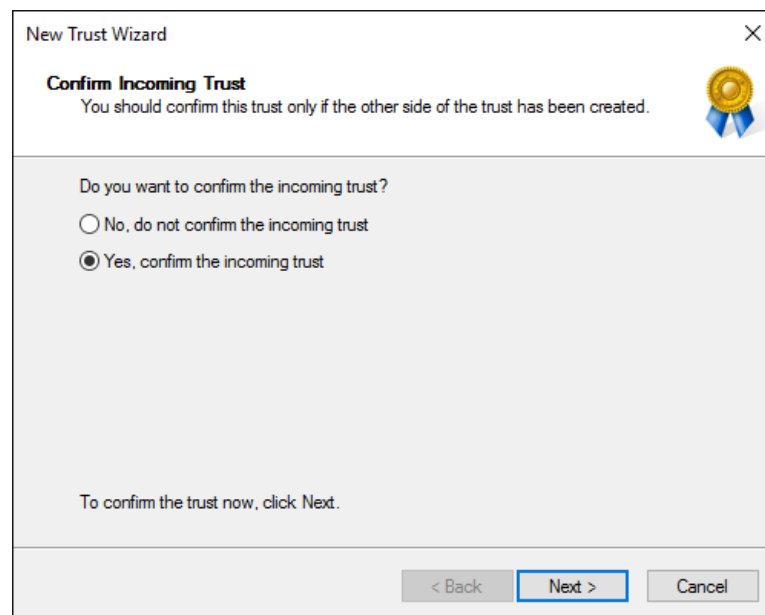 New Trust Wizard
Confirm Incoming Trust
You should confirm this trust only if the other side of the trust has been created.
Do you want to confirm the incoming trust?
No, do not confirm the incoming trust
Yes, confirm the incoming trust
To confirm the trust now, click Next.
< Back Next > Cancel